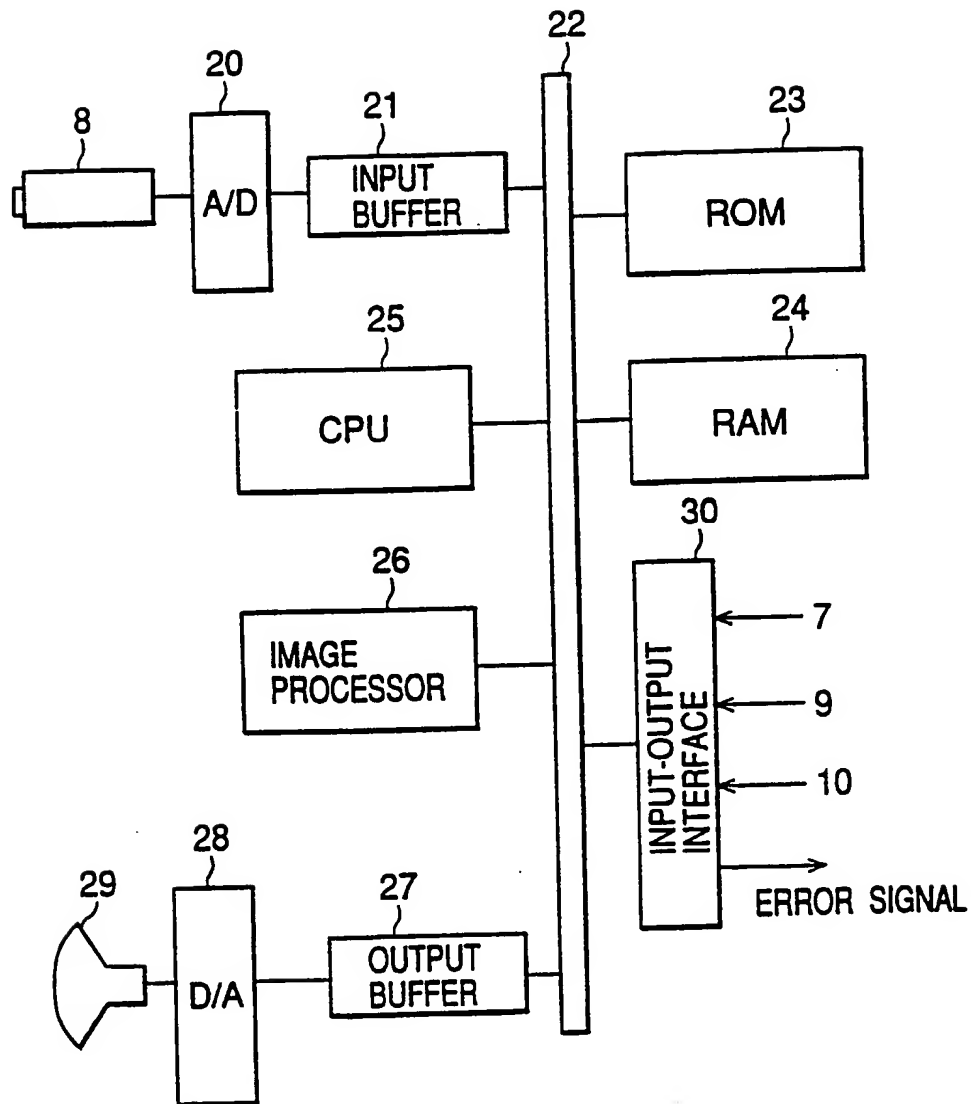 22
20
23
21
8
INPUT
BUFFER
A/D
ROM
25
24
CPU
RAM
30
26
7
IMAGE
PROCESSOR
9
INPUT-OUTPUT
INTERFACE
10
28
29
27
ERROR SIGNAL
OUTPUT
BUFFER
D/A